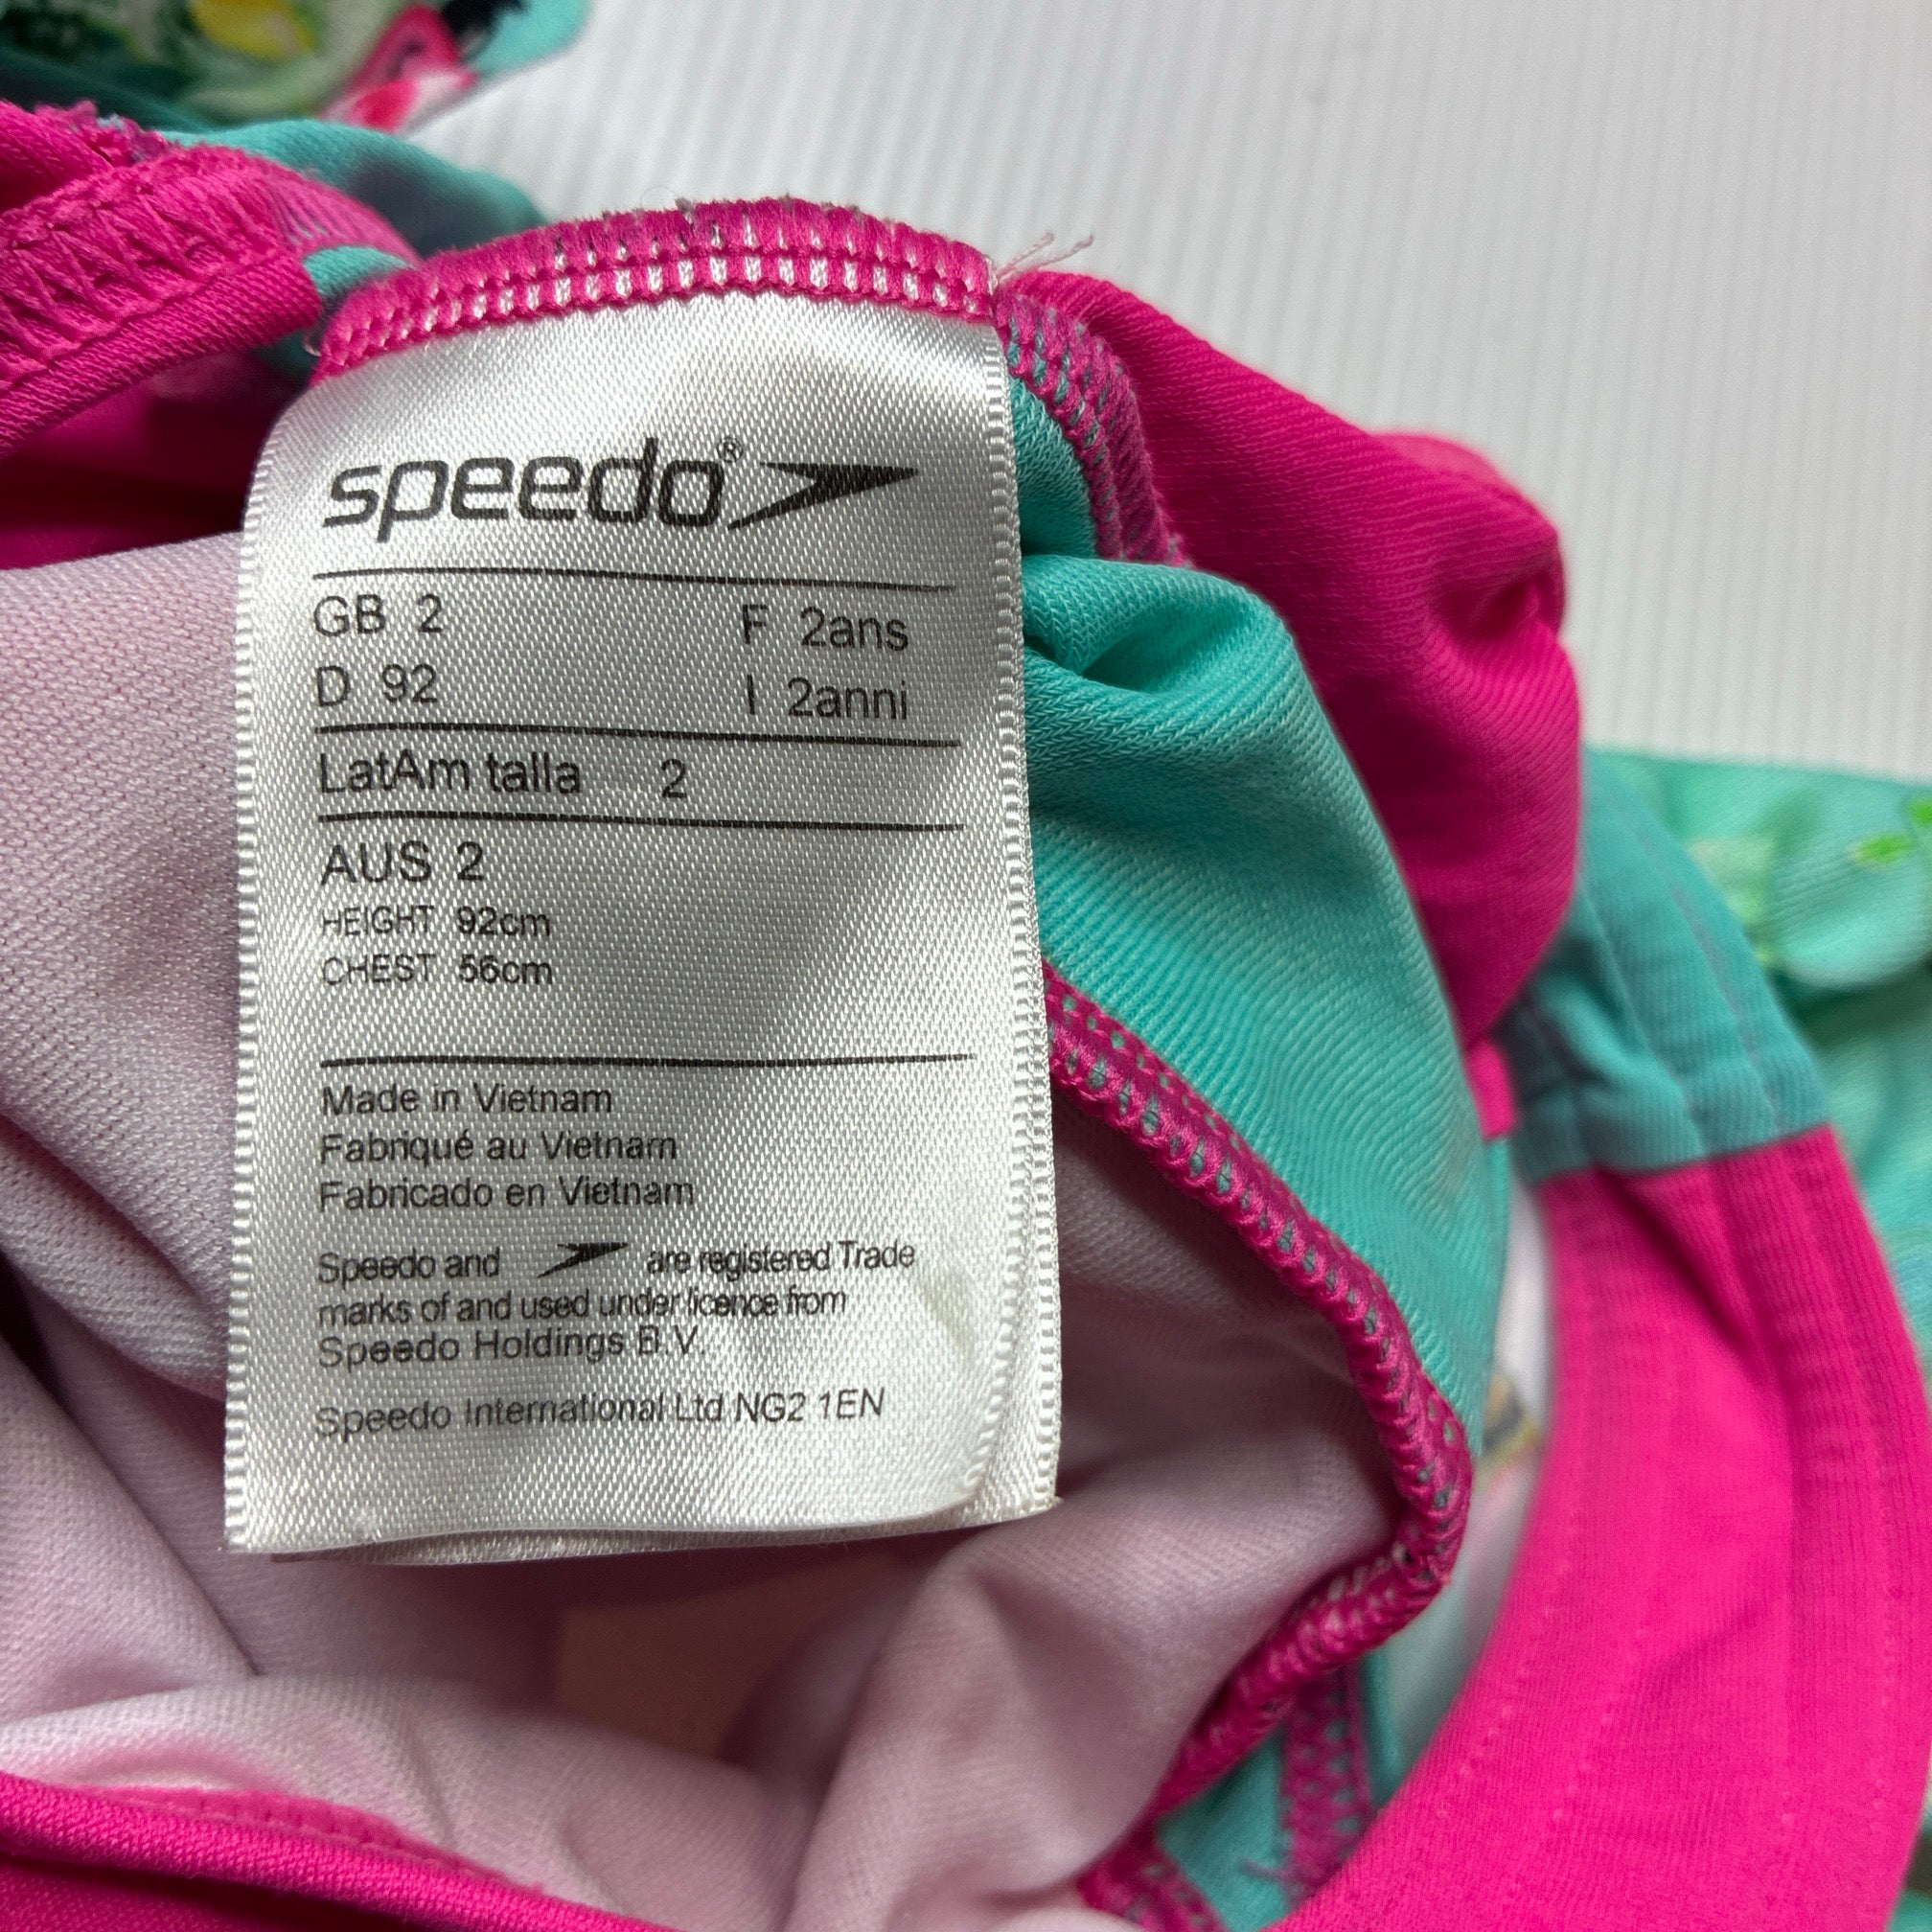 speedo®
GB 2 F 2ans
D 92 I 2anni
LatAm talla 2
AUS 2
HEIGHT 92cm
CHEST 56cm
Made in Vietnam
Fabriqué au Vietnam
Fabricado en Vietnam
Speedo and are registered Trade
marks of and used under licence from
Speedo Holdings B.V.
Speedo International Ltd NG2 1EN